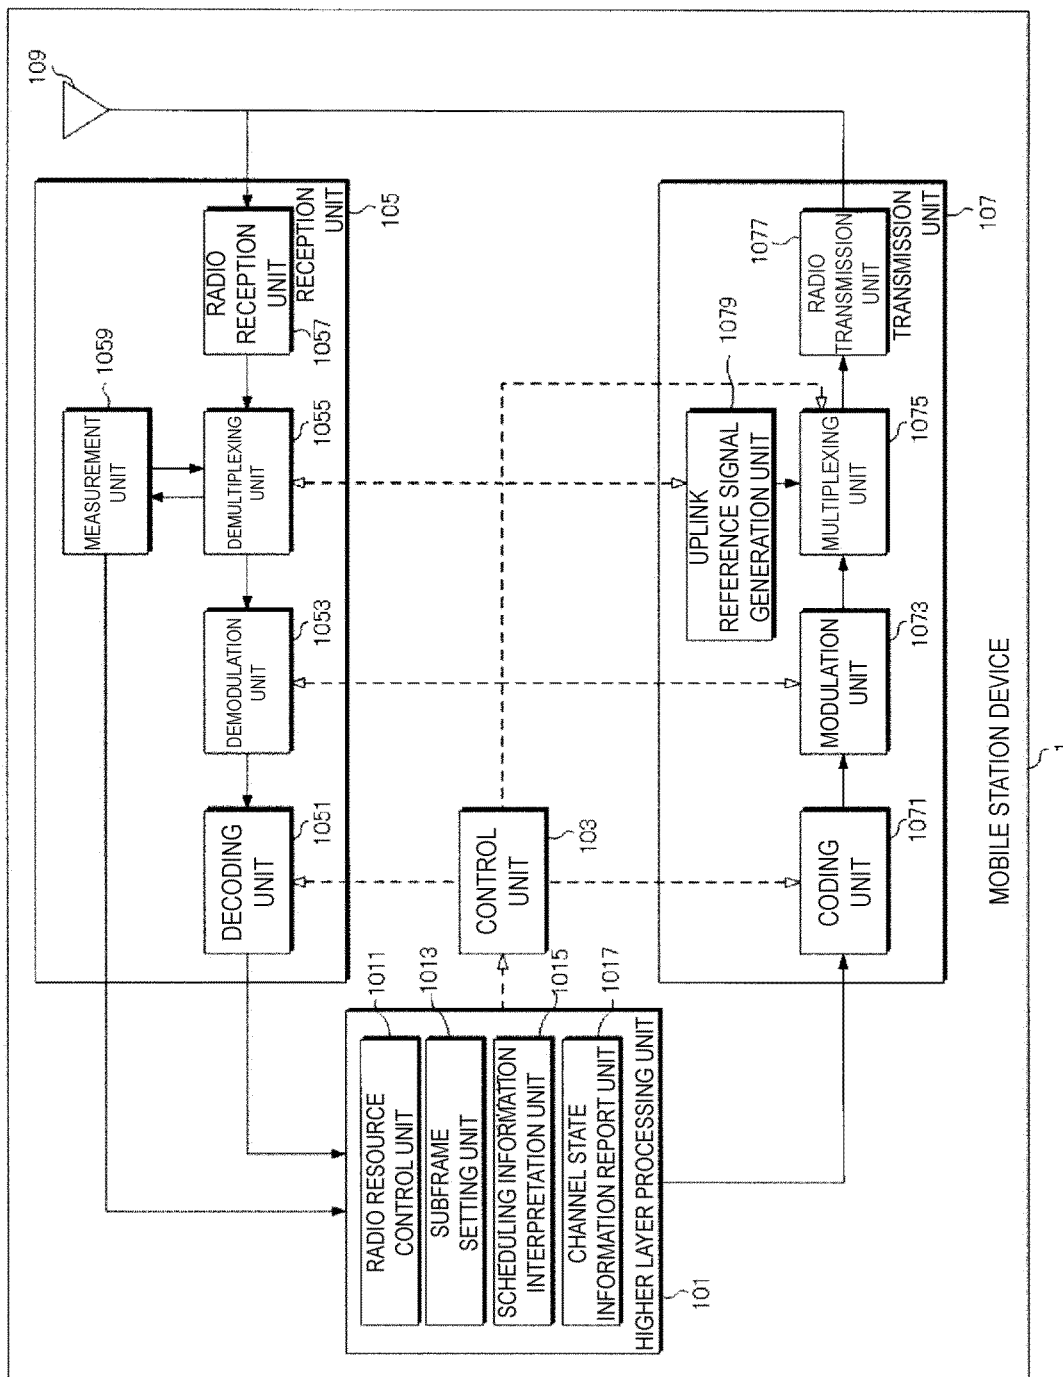 109
RADIO
RECEPTION
UNIT
1057
RECEPTION
UNIT
105
MEASUREMENT
UNIT
1059
DEMULTIPLEXING
UNIT
1055
DEMODULATION
UNIT
1053
DECODING
UNIT
1051
RADIO RESOURCE
CONTROL UNIT
1011
SUBFRAME
SETTING UNIT
1013
SCHEDULING INFORMATION
INTERPRETATION UNIT
1015
CHANNEL STATE
INFORMATION REPORT UNIT
1017
HIGHER LAYER PROCESSING UNIT
101
CONTROL
UNIT
103
UPLINK
REFERENCE SIGNAL
GENERATION UNIT
1079
RADIO
TRANSMISSION
UNIT
1077
MULTIPLEXING
UNIT
1075
MODULATION
UNIT
1073
CODING
UNIT
1071
TRANSMISSION
UNIT
107
MOBILE STATION DEVICE
1